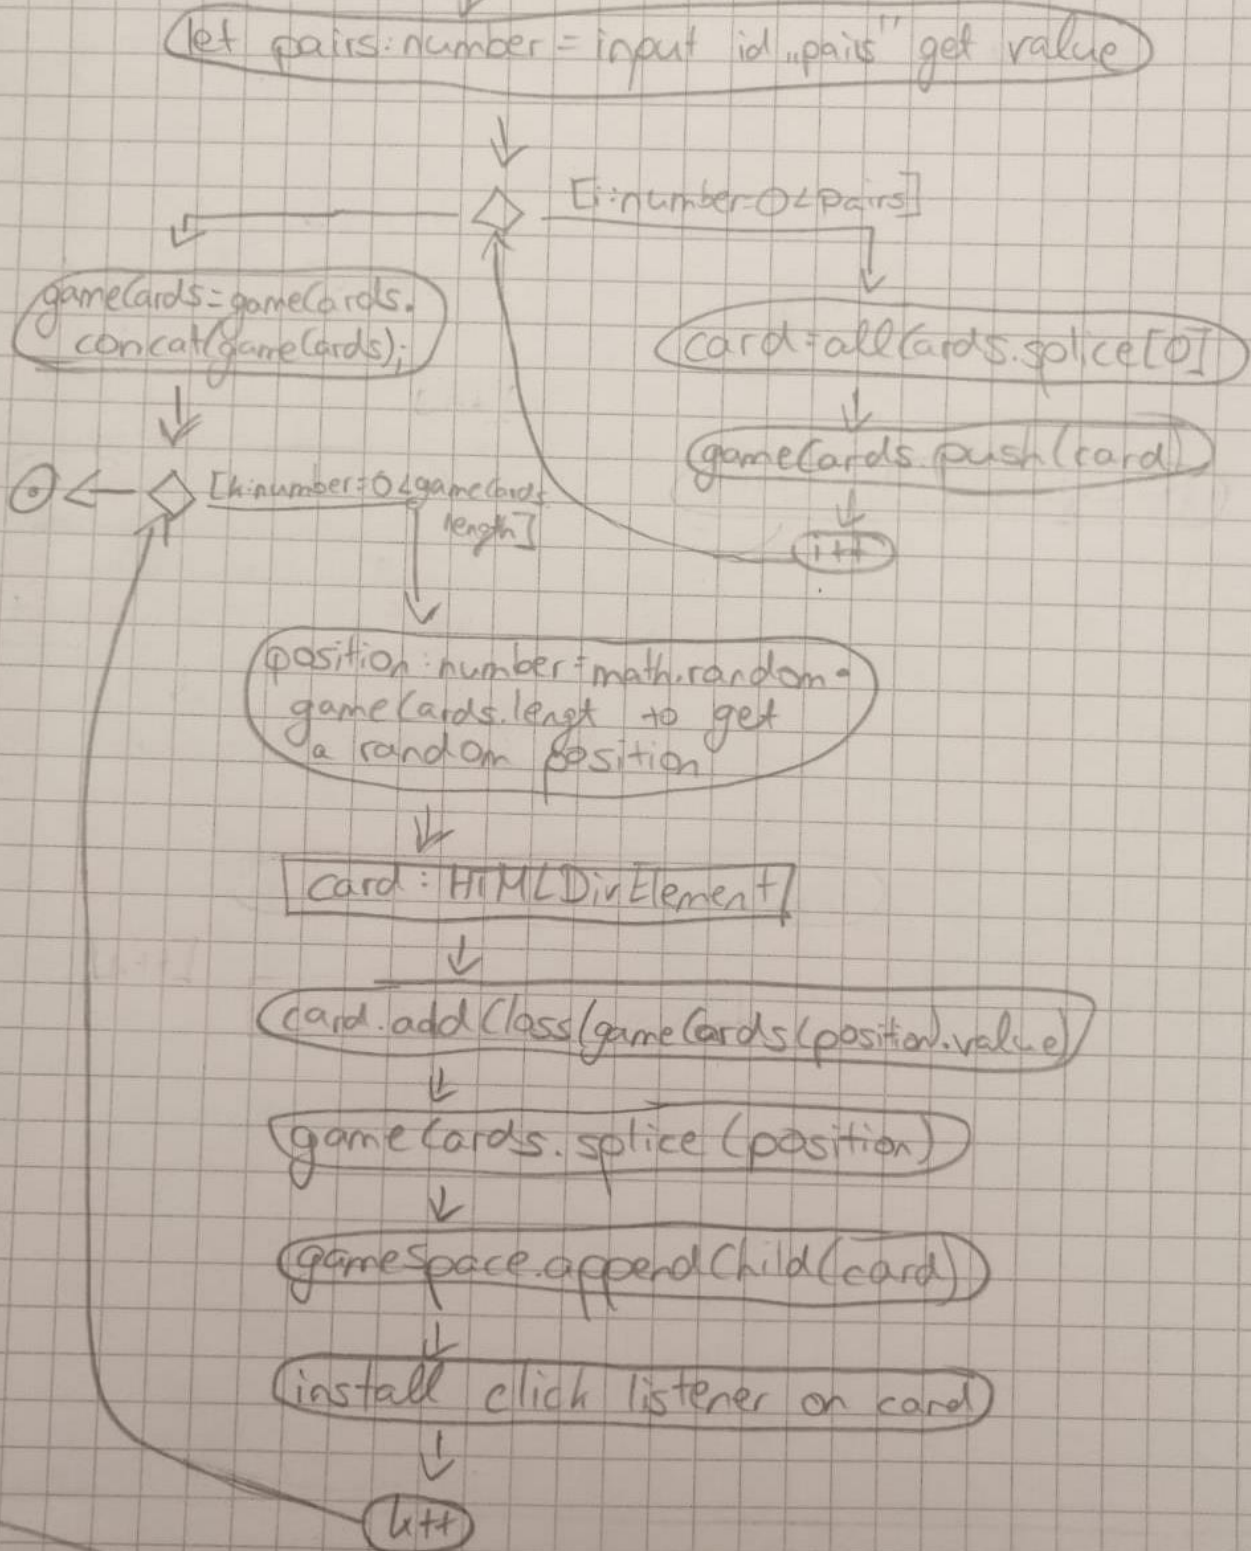 let pairs:number = input id „pairs" get value
[i:number=0<pairs]
gameCards=gameCards.
concat(gameCards);
card=allCards.splice[0]
gameCards.push(card)
i++
[k:number=0<gameCards.
length]
position:number=math.random·
gameCards.lengt to get
a random position
card: HTMLDivElement
card.addClass(gameCards(position).value)
gameCards.splice(position)
gamespace.appendChild(card)
install click listener on card
k++